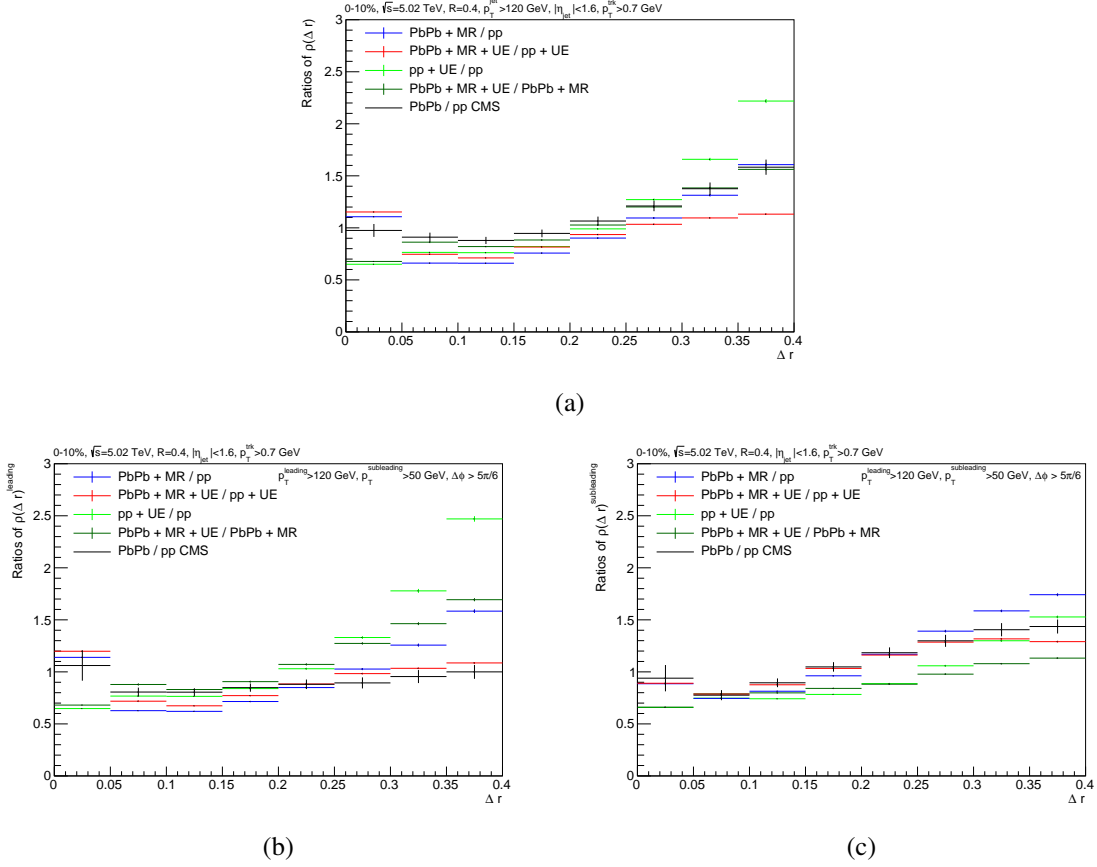 0-10%, √s=5.02 TeV, R=0.4, p_T^jet >120 GeV, |η_jet|<1.6, p_T^trk>0.7 GeV
Ratios of ρ(Δ r)
PbPb + MR / pp
PbPb + MR + UE / pp + UE
pp + UE / pp
PbPb + MR + UE / PbPb + MR
PbPb / pp CMS
3
2.5
2
1.5
1
0.5
0
0 0.05 0.1 0.15 0.2 0.25 0.3 0.35 0.4
Δ r
(a)
0-10%, √s=5.02 TeV, R=0.4, |η_jet|<1.6, p_T^trk>0.7 GeV
p_T^leading>120 GeV, p_T^subleading>50 GeV, Δϕ > 5π/6
Ratios of ρ(Δ r)^leading
PbPb + MR / pp
PbPb + MR + UE / pp + UE
pp + UE / pp
PbPb + MR + UE / PbPb + MR
PbPb / pp CMS
3
2.5
2
1.5
1
0.5
0
0 0.05 0.1 0.15 0.2 0.25 0.3 0.35 0.4
Δ r
(b)
0-10%, √s=5.02 TeV, R=0.4, |η_jet|<1.6, p_T^trk>0.7 GeV
p_T^leading>120 GeV, p_T^subleading>50 GeV, Δϕ > 5π/6
Ratios of ρ(Δ r)^subleading
PbPb + MR / pp
PbPb + MR + UE / pp + UE
pp + UE / pp
PbPb + MR + UE / PbPb + MR
PbPb / pp CMS
3
2.5
2
1.5
1
0.5
0
0 0.05 0.1 0.15 0.2 0.25 0.3 0.35 0.4
Δ r
(c)